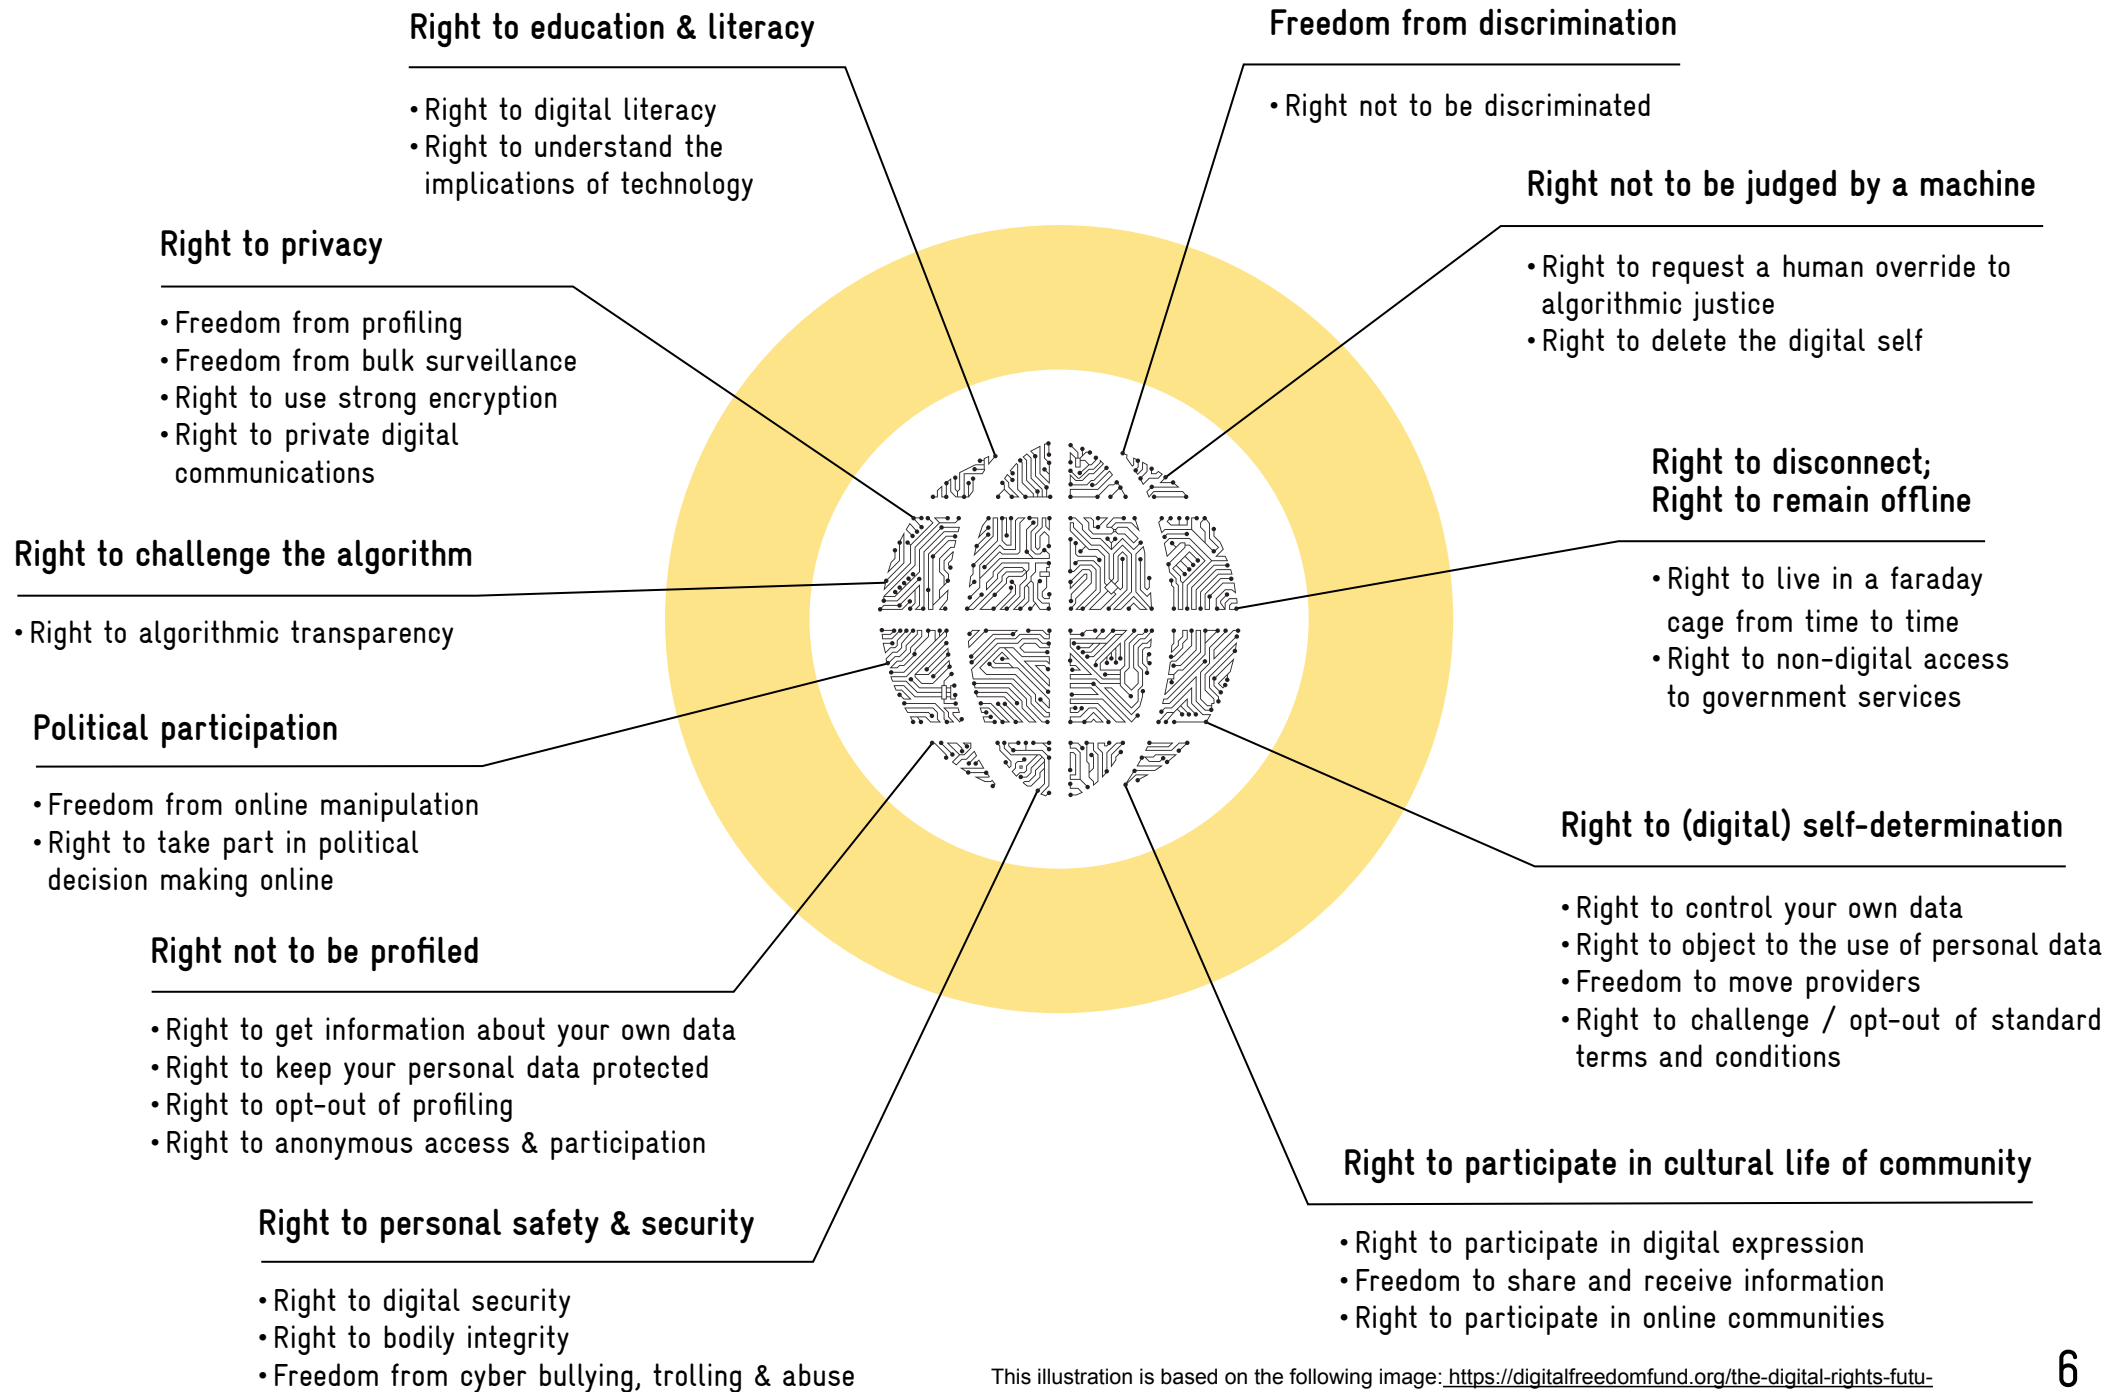 Right to education & literacy
• Right to digital literacy
• Right to understand the
implications of technology
Right to privacy
• Freedom from profiling
• Freedom from bulk surveillance
• Right to use strong encryption
• Right to private digital
communications
Right to challenge the algorithm
• Right to algorithmic transparency
Political participation
• Freedom from online manipulation
• Right to take part in political
decision making online
Right not to be profiled
• Right to get information about your own data
• Right to keep your personal data protected
• Right to opt-out of profiling
• Right to anonymous access & participation
Right to personal safety & security
• Right to digital security
• Right to bodily integrity
• Freedom from cyber bullying, trolling & abuse
Freedom from discrimination
• Right not to be discriminated
Right not to be judged by a machine
• Right to request a human override to
algorithmic justice
• Right to delete the digital self
Right to disconnect;
Right to remain offline
• Right to live in a faraday
cage from time to time
• Right to non-digital access
to government services
Right to (digital) self-determination
• Right to control your own data
• Right to object to the use of personal data
• Freedom to move providers
• Right to challenge / opt-out of standard
terms and conditions
Right to participate in cultural life of community
• Right to participate in digital expression
• Freedom to share and receive information
• Right to participate in online communities
This illustration is based on the following image: https://digitalfreedomfund.org/the-digital-rights-futu-
6